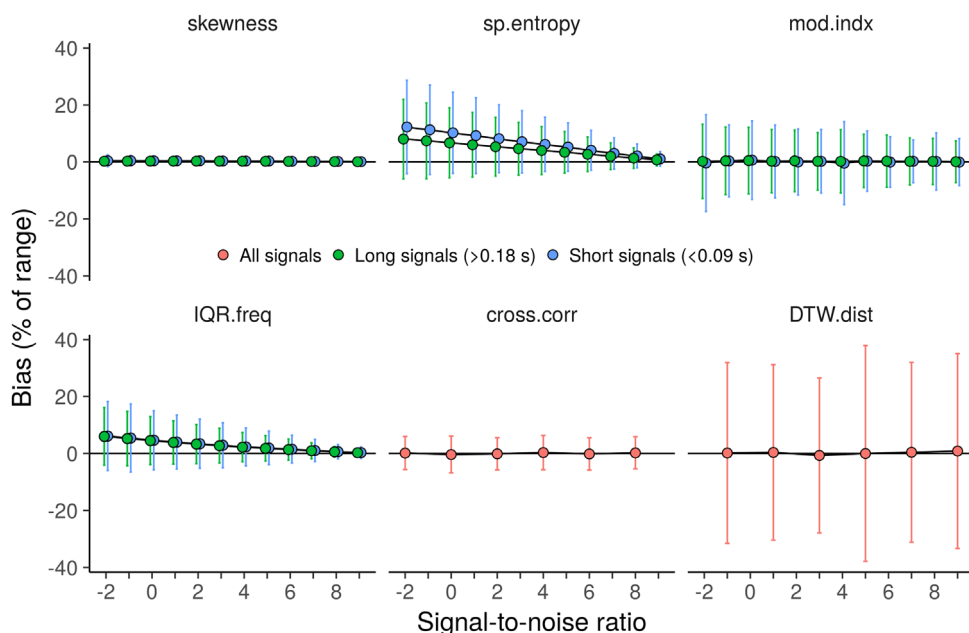 skewness sp.entropy mod.indx
40
20
0
-20
-40
All signals Long signals (>0.18 s) Short signals (<0.09 s)
Bias (% of range)
IQR.freq cross.corr DTW.dist
40
20
0
-20
-40
-2 0 2 4 6 8 -2 0 2 4 6 8 -2 0 2 4 6 8
Signal-to-noise ratio